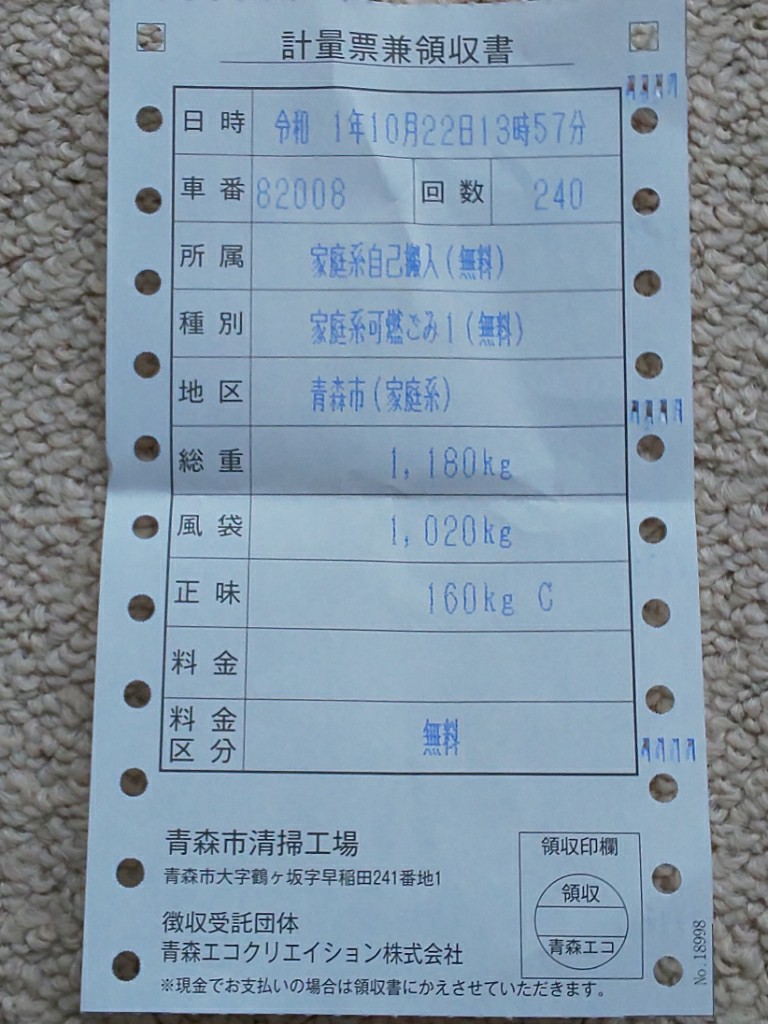 計量票兼領収書
日時 令和 1年10月22日13時57分
車番 82008 回数 240
所属 家庭系自己搬入(無料)
種別 家庭系可燃ごみ1(無料)
地区 青森市(家庭系)
総重 1,180kg
風袋 1,020kg
正味 160kg C
料金
料金区分 無料
青森市清掃工場
青森市大字鶴ヶ坂字早稲田241番地1
徴収受託団体
青森エコクリエイション株式会社
※現金でお支払いの場合は領収書にかえさせていただきます。
領収印欄
領収
青森エコ
No.18998